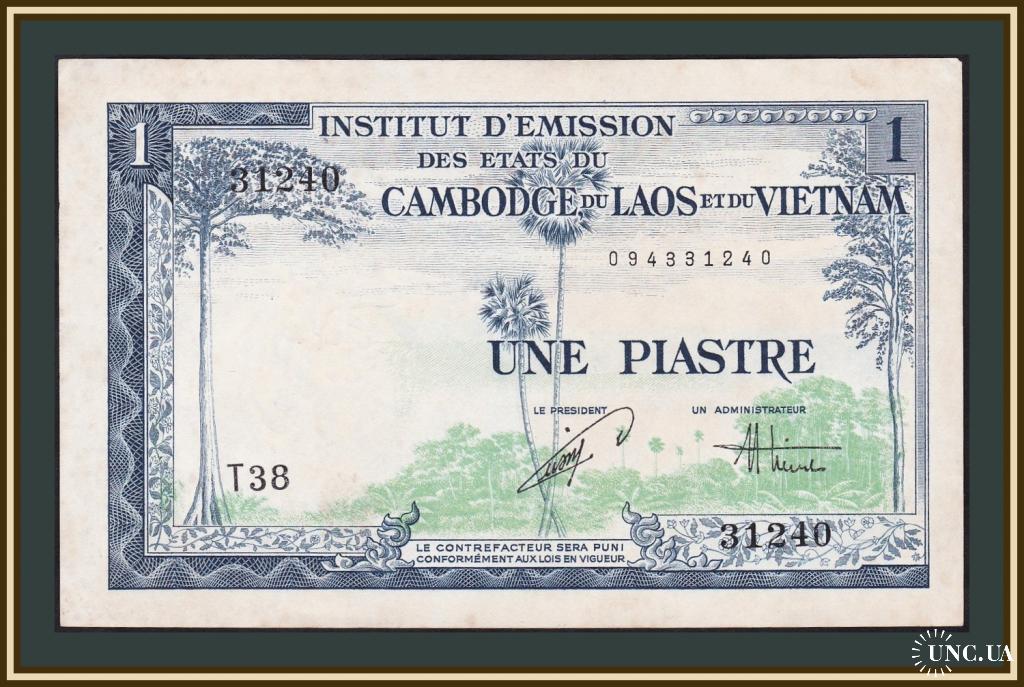 1
INSTITUT D'EMISSION
1
DES ETATS DU
31240
CAMBODGE, DU LAOS ET DU VIETNAM
094331240
UNE PIASTRE
LE PRESIDENT
UN ADMINISTRATEUR
T38
31240
LE CONTREFACTEUR SERA PUNI
CONFORMÉMENT AUX LOIS EN VIGUEUR
UNC.UA